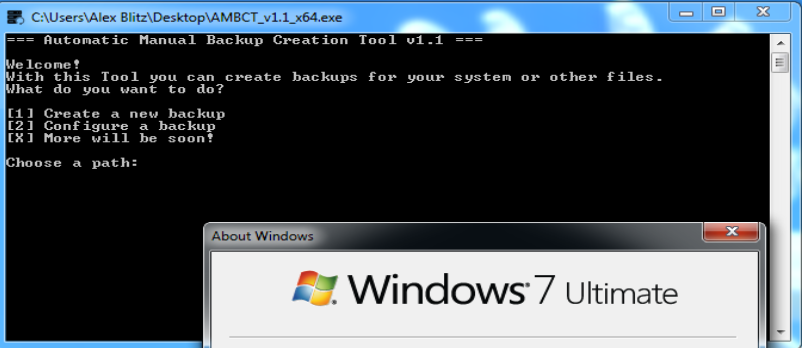 C:\Users\Alex Blitz\Desktop\AMBCT_v1.1_x64.exe
=== Automatic Manual Backup Creation Tool v1.1 ===
Welcome!
With this Tool you can create backups for your system or other files.
What do you want to do?
[1] Create a new backup
[2] Configure a backup
[X] More will be soon!
Choose a path:
About Windows
Windows 7 Ultimate